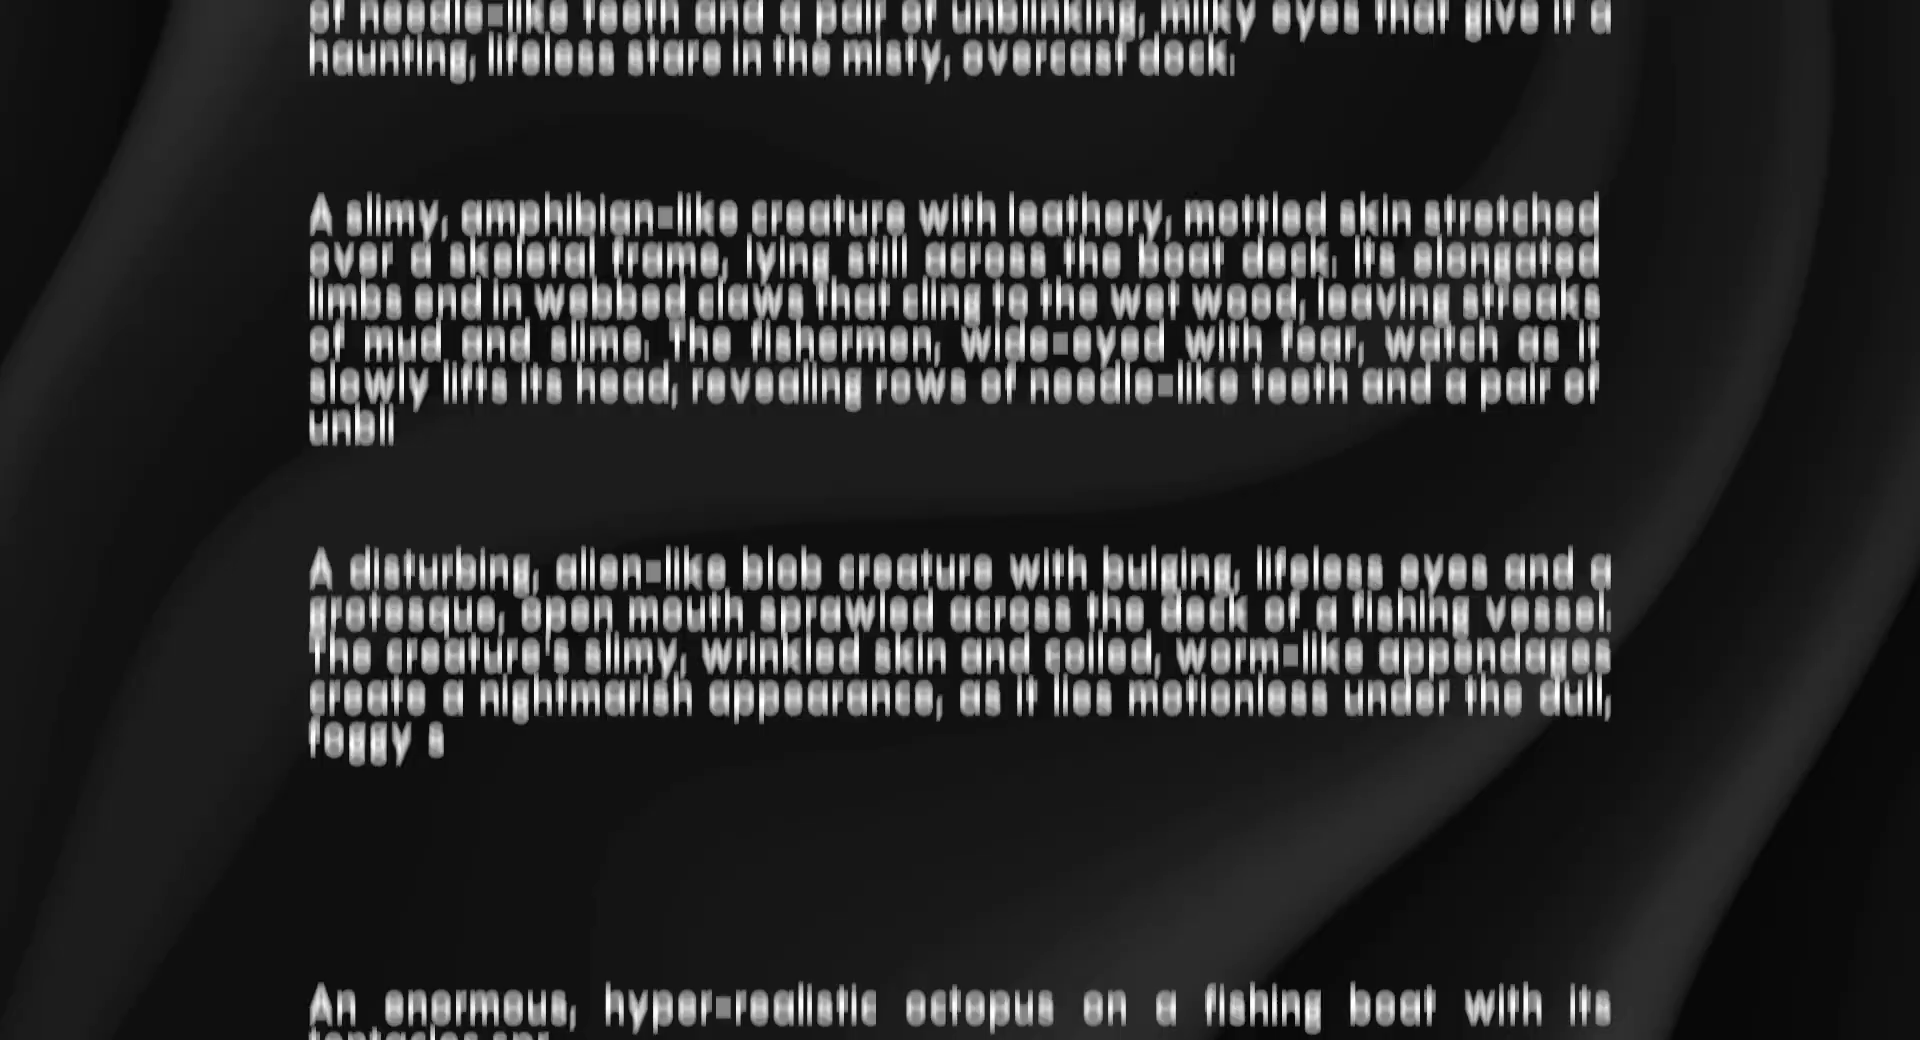 of needle-like teeth and a pair of unblinking, milky eyes that give it a
haunting, lifeless stare in the misty, overcast dock.
A slimy, amphibian-like creature with leathery, mottled skin stretched
over a skeletal frame, lying still across the boat dock. Its elongated
limbs end in webbed claws that cling to the wet wood, leaving streaks
of mud and slime. The fishermen, wide-eyed with fear, watch as it
slowly lifts its head, revealing rows of needle-like teeth and a pair of
unbli
A disturbing, alien-like blob creature with bulging, lifeless eyes and a
grotesque, open mouth sprawled across the deck of a fishing vessel.
The creature's slimy, wrinkled skin and coiled, worm-like appendages
create a nightmarish appearance, as it lies motionless under the dull,
foggy s
An enormous, hyper-realistic octopus on a fishing boat with its
tentacles spr